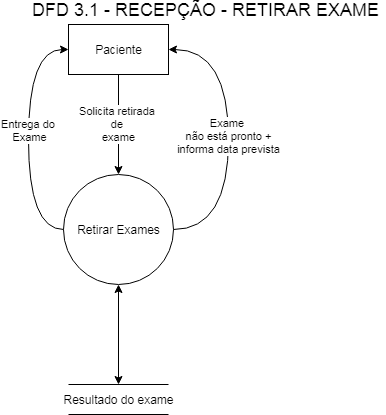 DFD 3.1 - RECEPÇÃO - RETIRAR EXAME
Paciente
Solicita retirada
de
exame
Entrega do
Exame
Exame
não está pronto +
informa data prevista
Retirar Exames
Resultado do exame